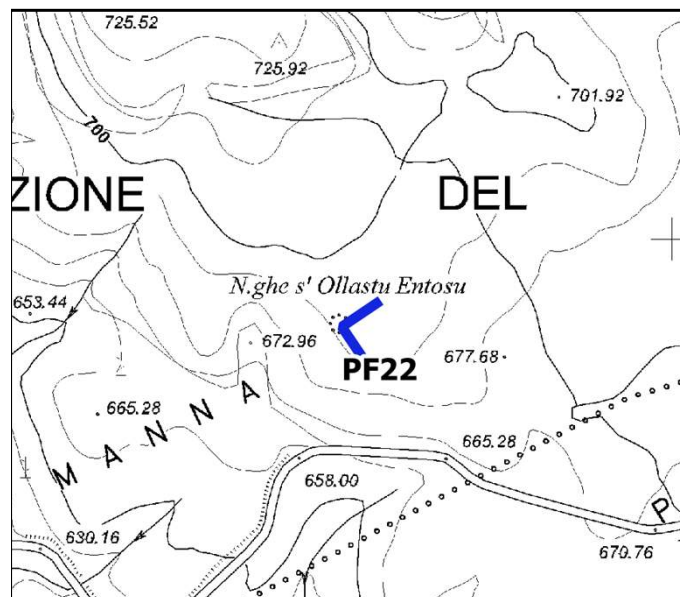 725.52
725.92
701.92
700
ZIONE DEL
N.ghe s' Ollastu Entosu
653.44
672.96
677.68
PF22
665.28
MANNA
665.28
658.00
P
630.16
670.76